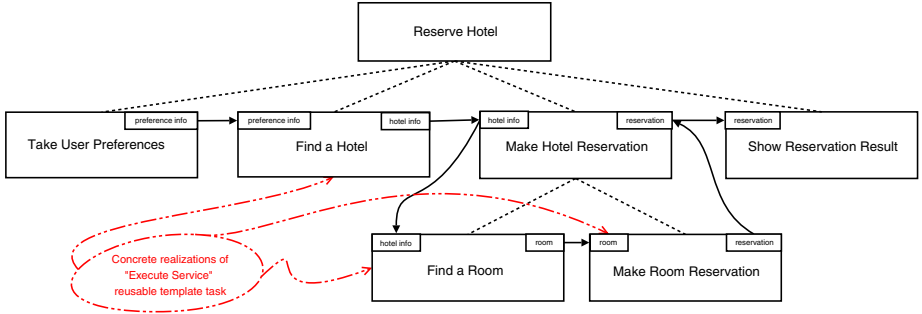 Reserve Hotel
preference info
Take User Preferences
preference info
hotel info
Find a Hotel
hotel info
reservation
Make Hotel Reservation
reservation
Show Reservation Result
hotel info
room
Find a Room
room
reservation
Make Room Reservation
Concrete realizations of
"Execute Service"
reusable template task